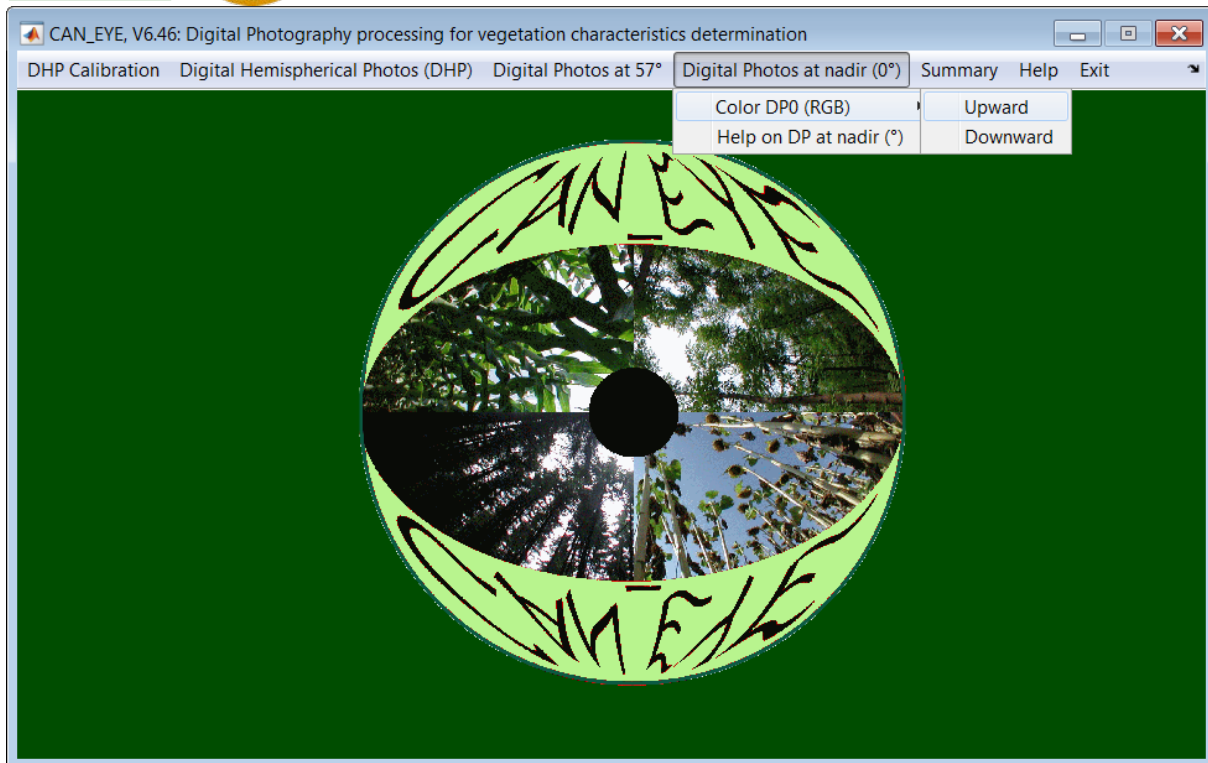 CAN_EYE, V6.46: Digital Photography processing for vegetation characteristics determination
DHP Calibration Digital Hemispherical Photos (DHP) Digital Photos at 57° Digital Photos at nadir (0°) Summary Help Exit
Color DP0 (RGB) Upward
Help on DP at nadir (°) Downward
CAN_EYE
CAN_EYE